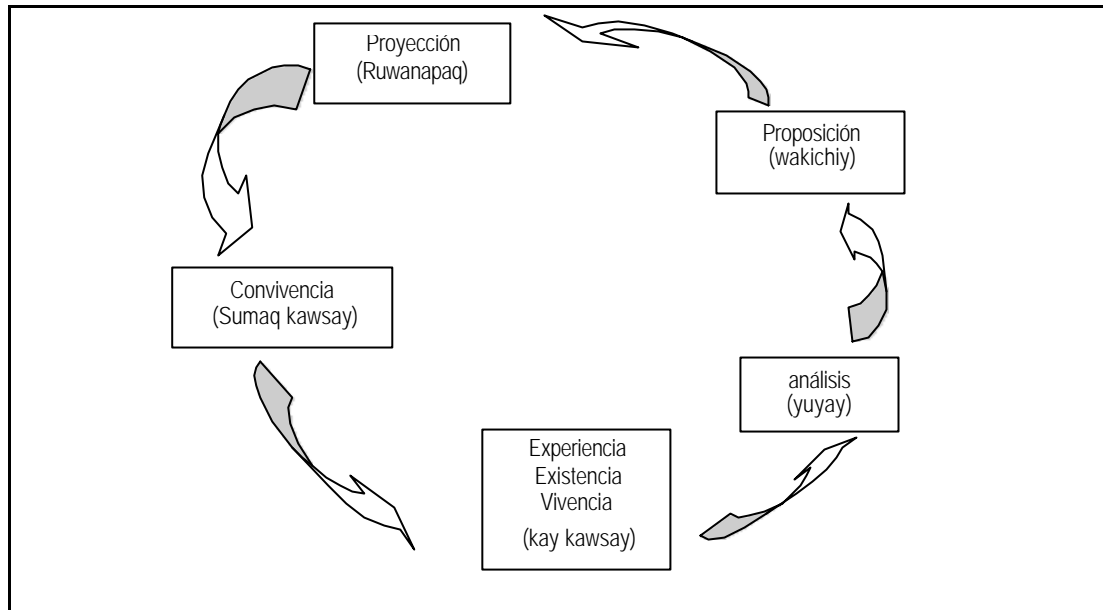 Proyección
(Ruwanapaq)
Proposición
(wakichiy)
Convivencia
(Sumaq kawsay)
análisis
(yuyay)
Experiencia
Existencia
Vivencia
(kay kawsay)